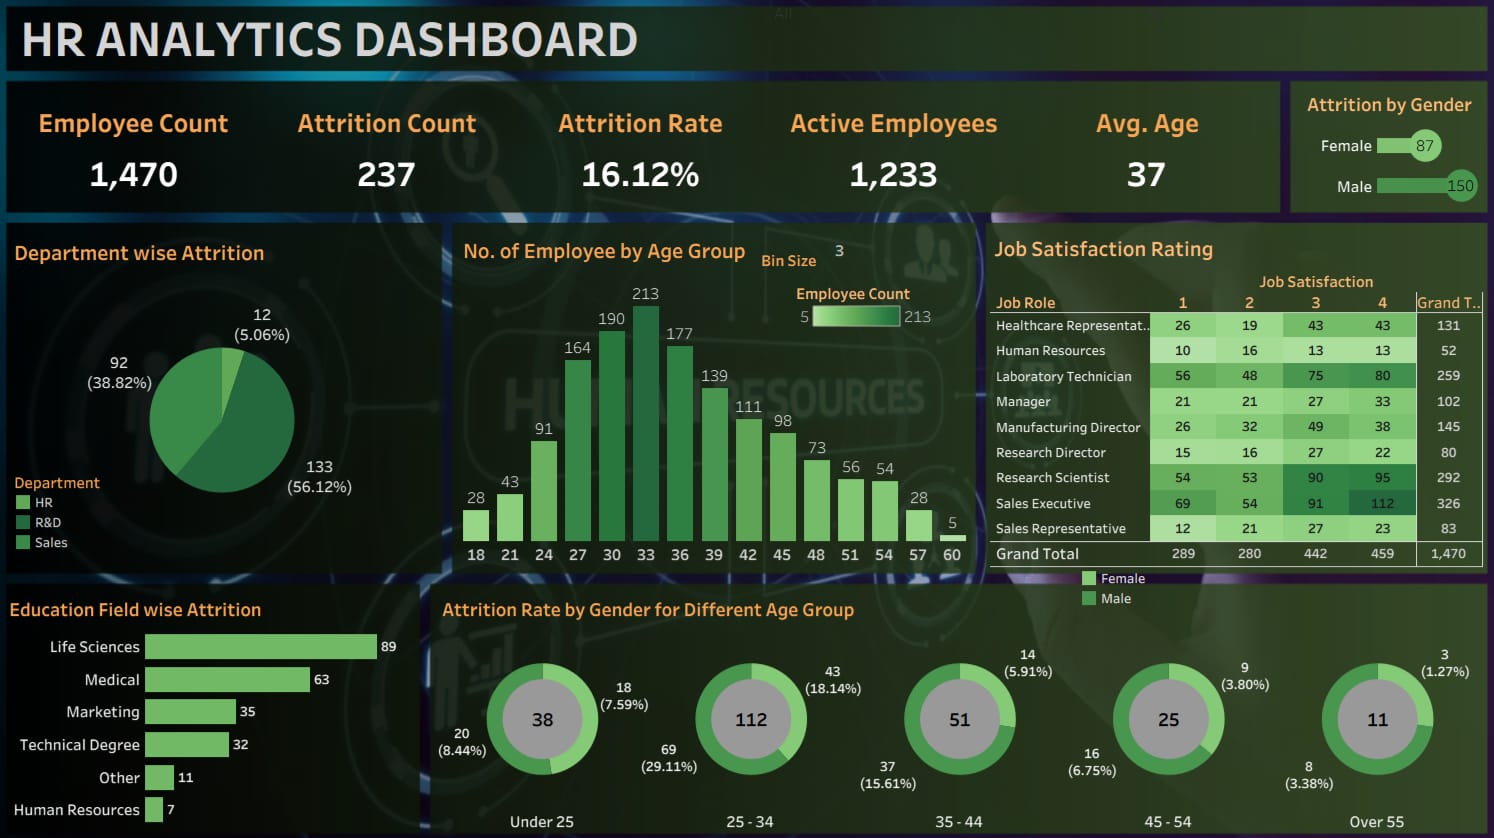 HR ANALYTICS DASHBOARD
All
Employee Count
1,470
Attrition Count
237
Attrition Rate
16.12%
Active Employees
1,233
Avg. Age
37
Attrition by Gender
Female 87
Male 150
Department wise Attrition
12
(5.06%)
92
(38.82%)
133
(56.12%)
Department
HR
R&D
Sales
No. of Employee by Age Group
Bin Size 3
Employee Count
5 213
28 43 91 164 190 213 177 139 111 98 73 56 54 28 5
18 21 24 27 30 33 36 39 42 45 48 51 54 57 60
HUMAN RESOURCES
Job Satisfaction Rating
Job Satisfaction
Job Role 1 2 3 4 Grand T..
Healthcare Representat.. 26 19 43 43 131
Human Resources 10 16 13 13 52
Laboratory Technician 56 48 75 80 259
Manager 21 21 27 33 102
Manufacturing Director 26 32 49 38 145
Research Director 15 16 27 22 80
Research Scientist 54 53 90 95 292
Sales Executive 69 54 91 112 326
Sales Representative 12 21 27 23 83
Grand Total 289 280 442 459 1,470
Education Field wise Attrition
Life Sciences 89
Medical 63
Marketing 35
Technical Degree 32
Other 11
Human Resources 7
Attrition Rate by Gender for Different Age Group
Female
Male
18
(7.59%)
38
20
(8.44%)
Under 25
43
(18.14%)
112
69
(29.11%)
25 - 34
14
(5.91%)
51
37
(15.61%)
35 - 44
9
(3.80%)
25
16
(6.75%)
45 - 54
3
(1.27%)
11
8
(3.38%)
Over 55